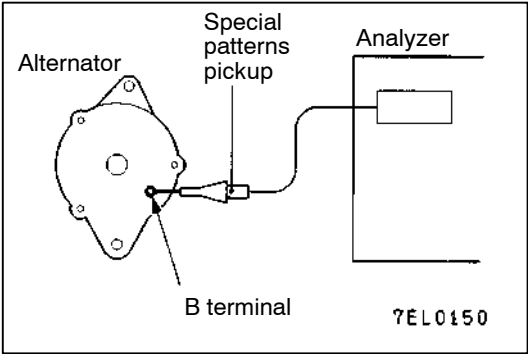 Special
patterns
pickup
Analyzer
Alternator
B terminal
7EL0150